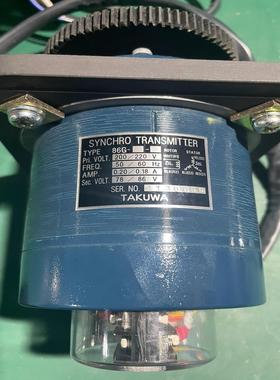 SYNCHRO TRANSMITTER
TYPE 86G- -
Pri. VOLT. 200/220 V
FREQ. 50/60 Hz
AMP. 0.20/0.18 A
Sec. VOLT. 78/86 V
ROTOR STATOR
SER. NO.
TAKUWA